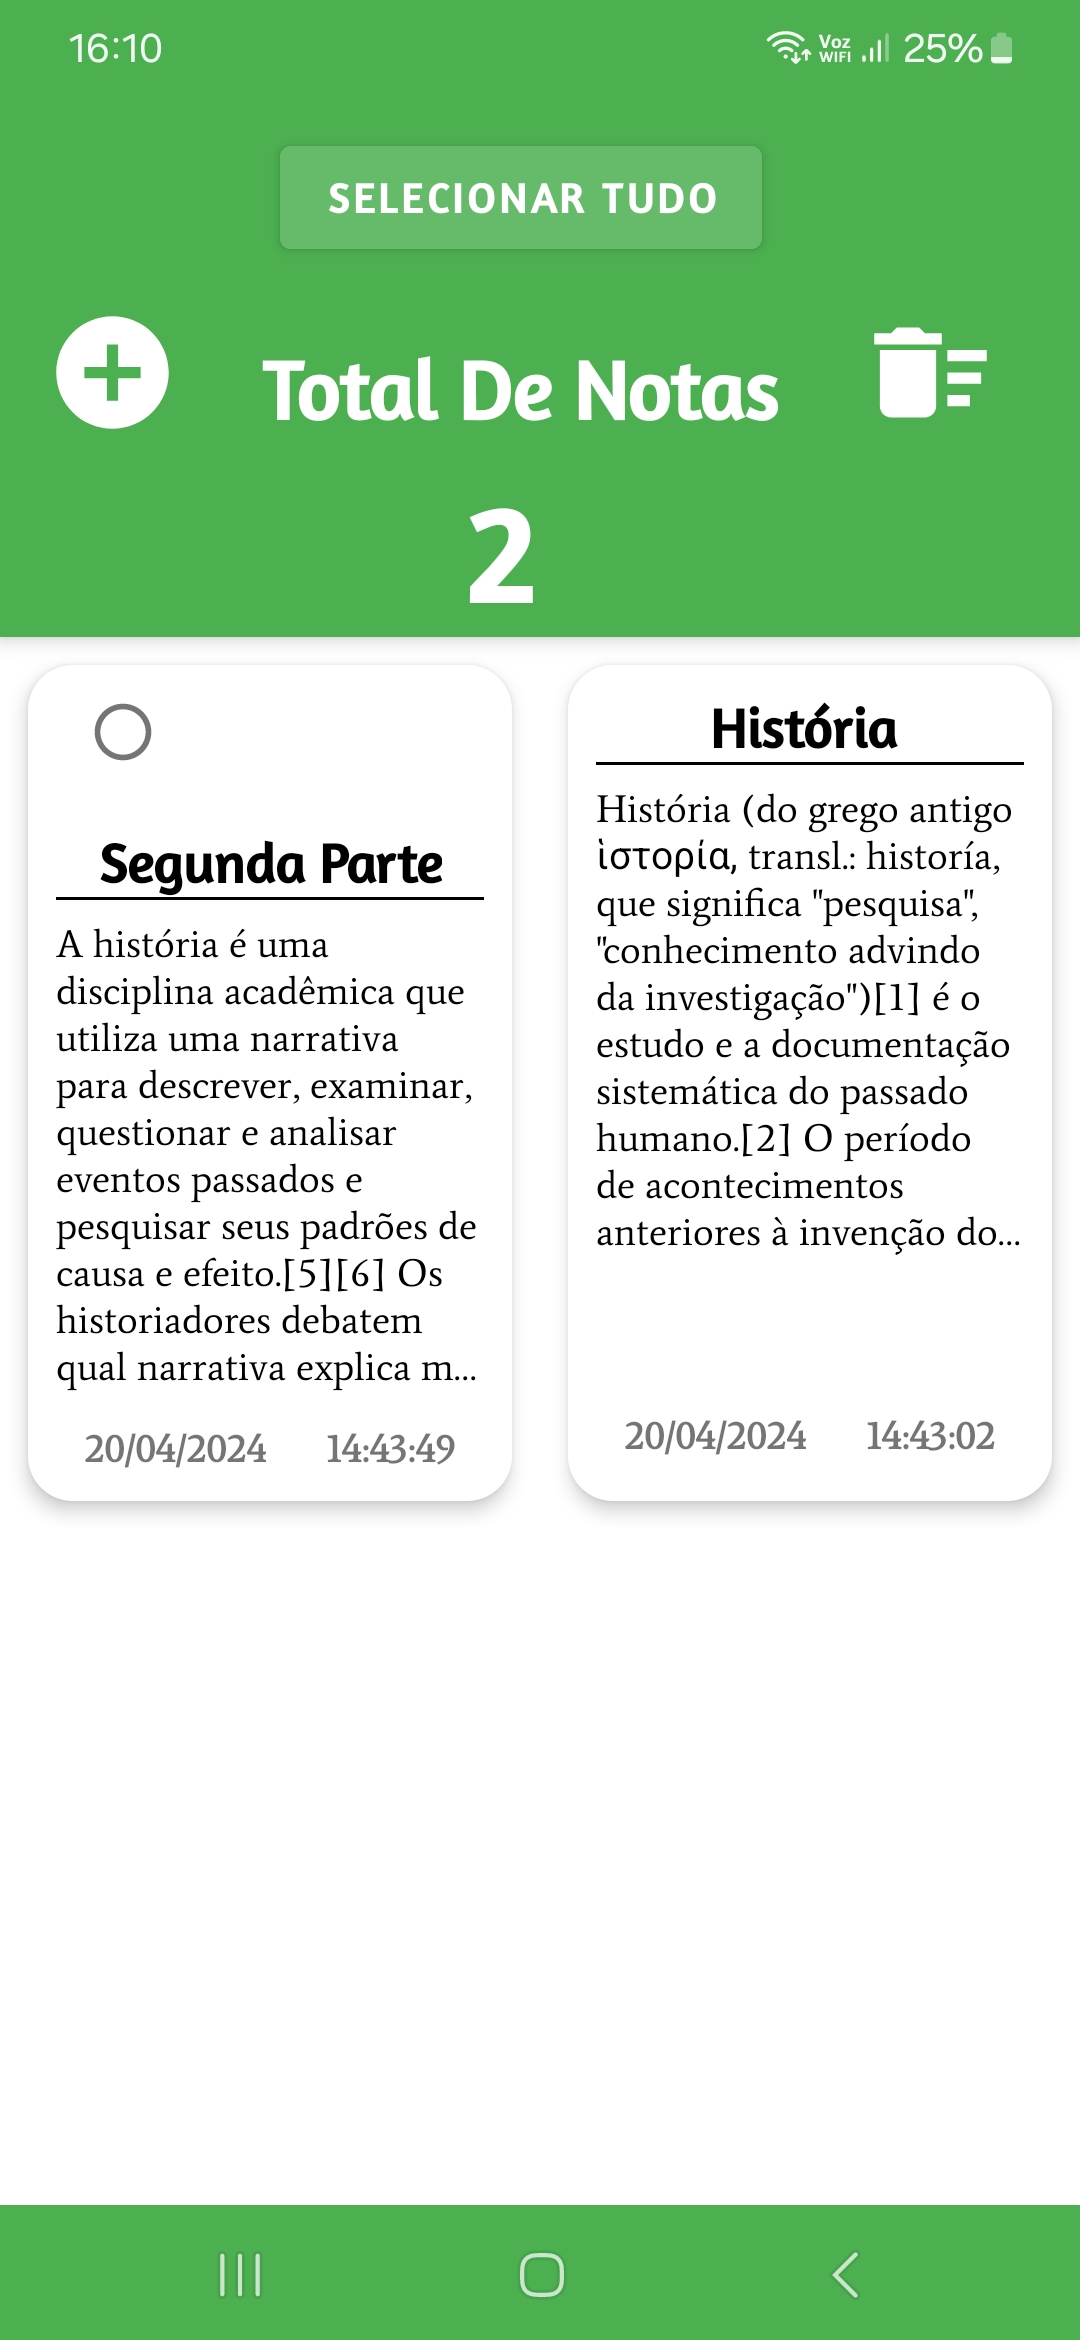 16:10
Voz
WIFI
25%
SELECIONAR TUDO
Total De Notas
2
Segunda Parte
A história é uma
disciplina acadêmica que
utiliza uma narrativa
para descrever, examinar,
questionar e analisar
eventos passados e
pesquisar seus padrões de
causa e efeito.[5][6] Os
historiadores debatem
qual narrativa explica m...
20/04/2024 14:43:49
História
História (do grego antigo
ἱστορία, transl.: historía,
que significa "pesquisa",
"conhecimento advindo
da investigação")[1] é o
estudo e a documentação
sistemática do passado
humano.[2] O período
de acontecimentos
anteriores à invenção do...
20/04/2024 14:43:02